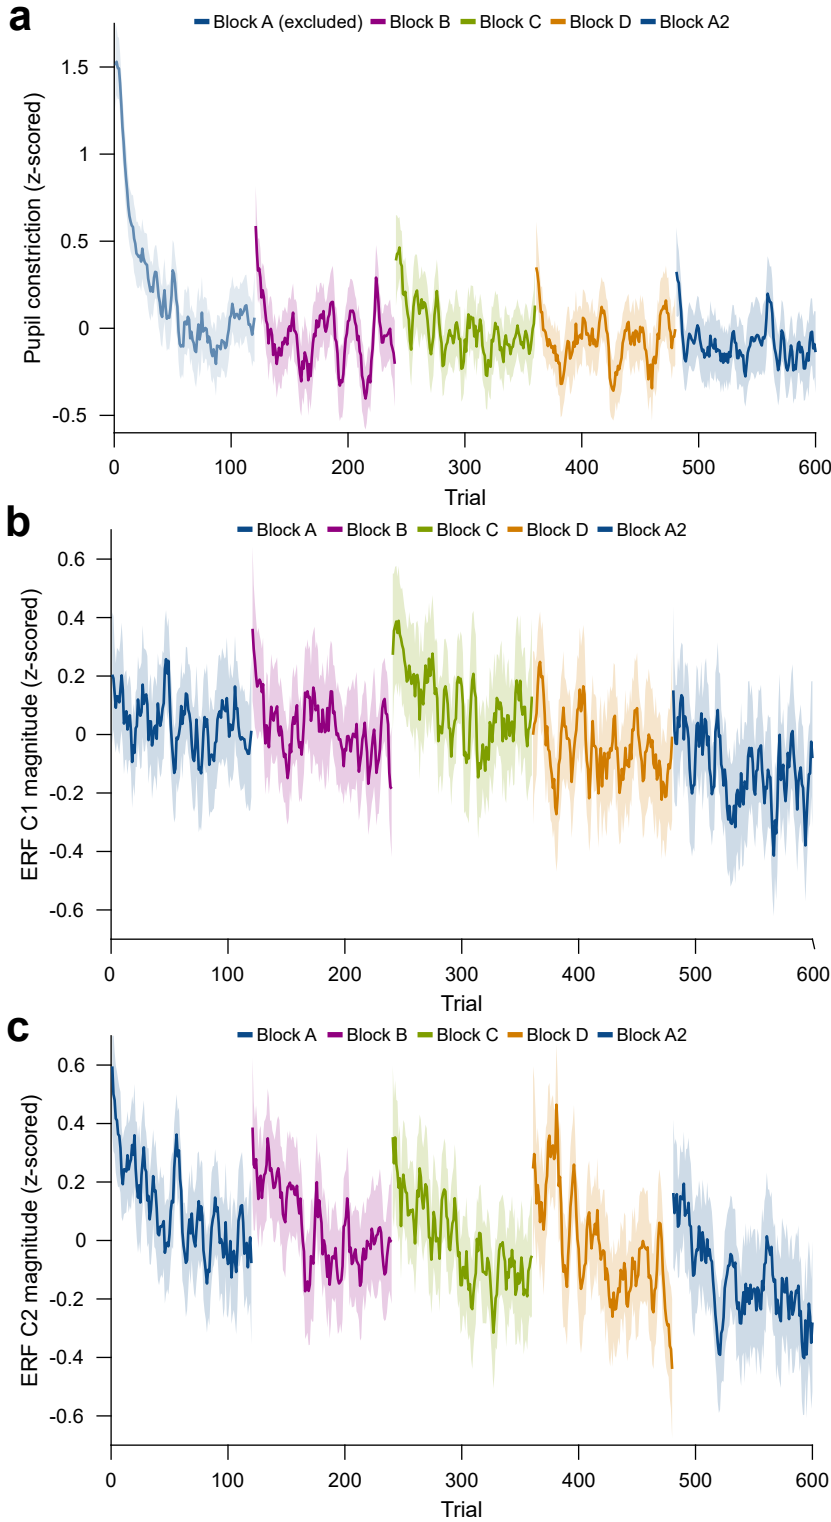 a
Block A (excluded) Block B Block C Block D Block A2
Pupil constriction (z-scored)
1.5
1
0.5
0
-0.5
0 100 200 300 400 500 600
Trial
b
Block A Block B Block C Block D Block A2
ERF C1 magnitude (z-scored)
0.6
0.4
0.2
0
-0.2
-0.4
-0.6
0 100 200 300 400 500 600
Trial
c
Block A Block B Block C Block D Block A2
ERF C2 magnitude (z-scored)
0.6
0.4
0.2
0
-0.2
-0.4
-0.6
0 100 200 300 400 500 600
Trial